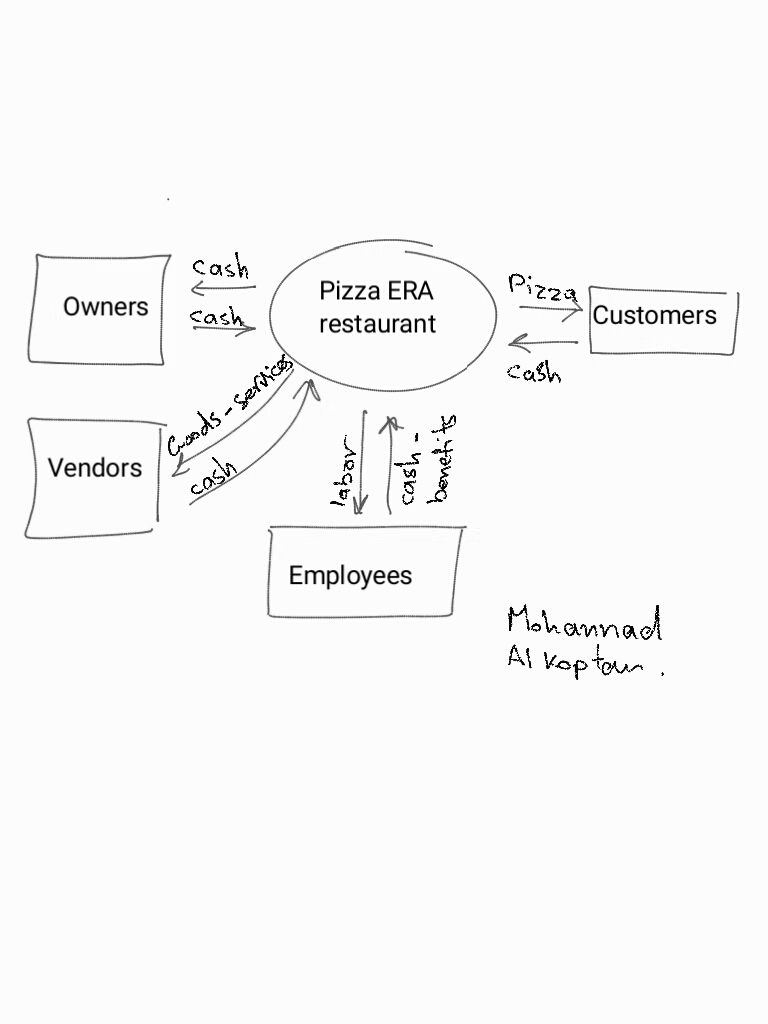 cash
Owners
cash
Pizza ERA
restaurant
Pizza
Customers
cash
Goods-services
Vendors
cash
labor
cash-
benefits
Employees
Mohannad
Al Koptan.